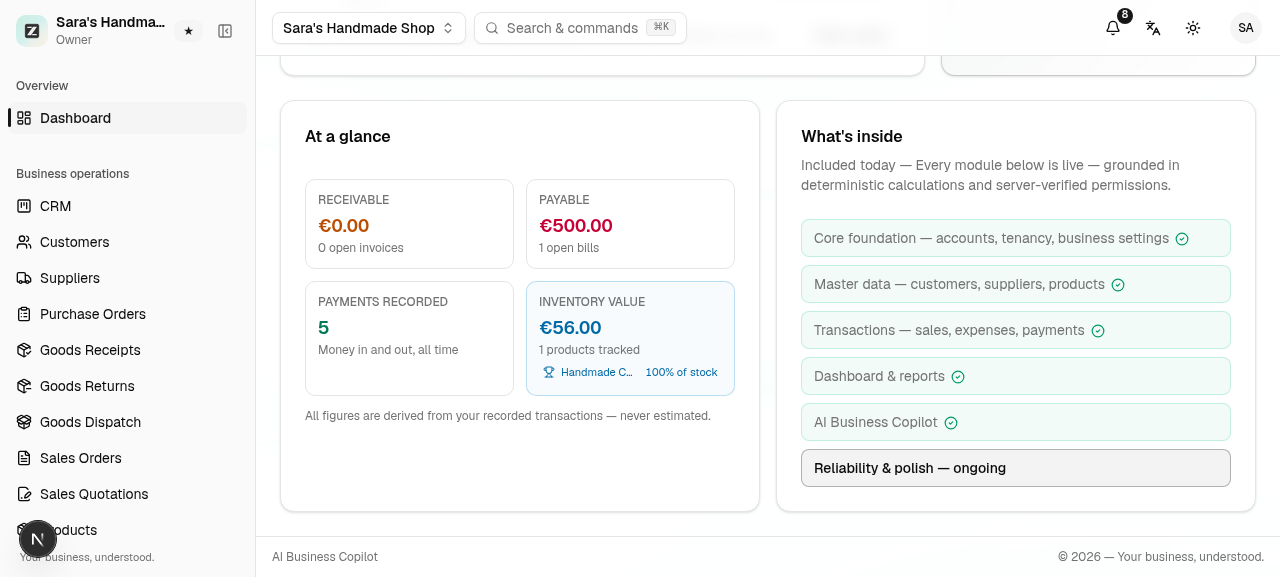 Sara's Handma...
Owner
Overview
Dashboard
Business operations
CRM
Customers
Suppliers
Purchase Orders
Goods Receipts
Goods Returns
Goods Dispatch
Sales Orders
Sales Quotations
Your business, understood.
Sara's Handmade Shop
Search & commands
⌘K
8
SA
At a glance
RECEIVABLE
€0.00
0 open invoices
PAYABLE
€500.00
1 open bills
PAYMENTS RECORDED
5
Money in and out, all time
INVENTORY VALUE
€56.00
1 products tracked
Handmade C... 100% of stock
All figures are derived from your recorded transactions — never estimated.
What's inside
Included today — Every module below is live — grounded in
deterministic calculations and server-verified permissions.
Core foundation — accounts, tenancy, business settings
Master data — customers, suppliers, products
Transactions — sales, expenses, payments
Dashboard & reports
AI Business Copilot
Reliability & polish — ongoing
AI Business Copilot
© 2026 — Your business, understood.